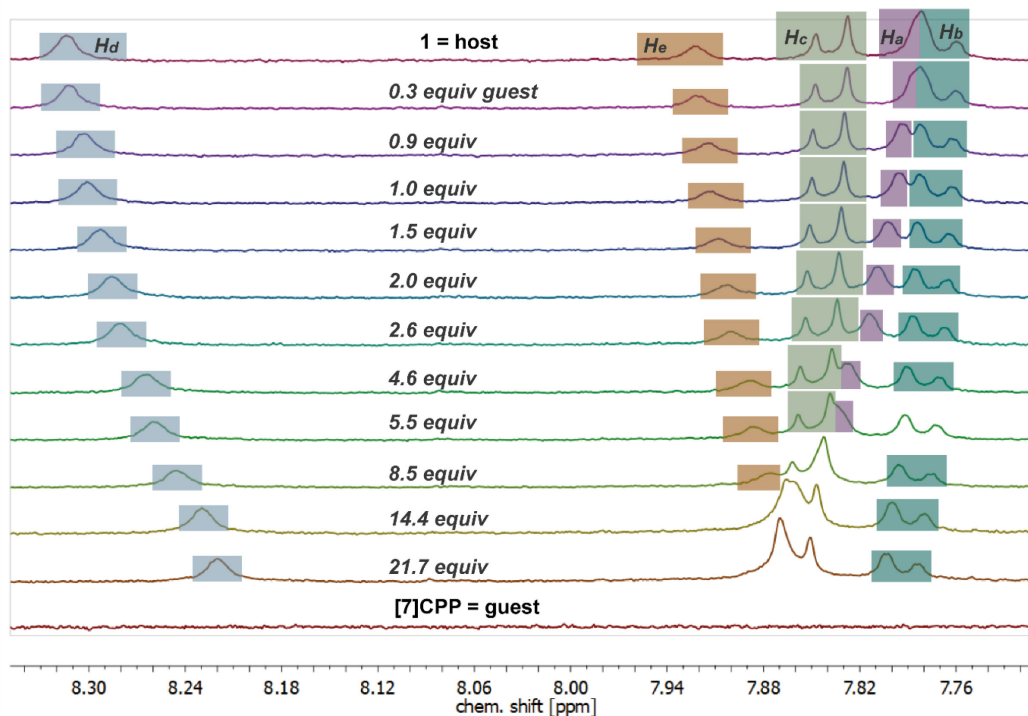 Hd 1 = host He Hc Ha Hb
0.3 equiv guest
0.9 equiv
1.0 equiv
1.5 equiv
2.0 equiv
2.6 equiv
4.6 equiv
5.5 equiv
8.5 equiv
14.4 equiv
21.7 equiv
[7]CPP = guest
8.30 8.24 8.18 8.12 8.06 8.00 7.94 7.88 7.82 7.76
chem. shift [ppm]